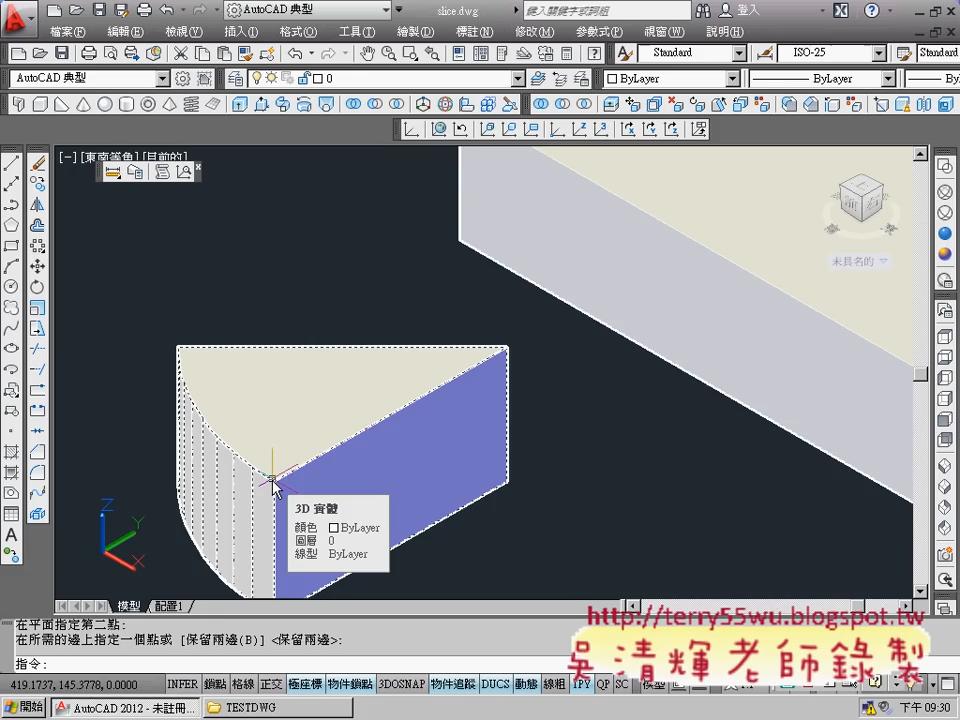 AutoCAD 典型
slice.dwg
鍵入關鍵字或詞組
登入
檔案(F)
編輯(E)
檢視(V)
插入(I)
格式(O)
工具(T)
繪製(D)
標註(N)
修改(M)
參數式(P)
視窗(W)
說明(H)
Standard
ISO-25
Standard
AutoCAD 典型
0
ByLayer
ByLayer
[-][東南等角][目前的]
未具名的
3D 實體
顏色 ByLayer
圖層 0
線型 ByLayer
Z
Y
X
模型
配置1
在平面指定第二點:
在所需的邊上指定一個點或 [保留兩邊(B)] <保留兩邊>:
指令:
http://terry55wu.blogspot.tw
吳清輝老師錄製
419.1737, 145.3778, 0.0000
INFER 鎖點 格線 正交 極座標 物件鎖點 3DOSNAP 物件追蹤 DUCS 動態 線粗 TPY QP SC 模型
開始
AutoCAD 2012 - 未註冊...
TESTDWG
下午 09:30